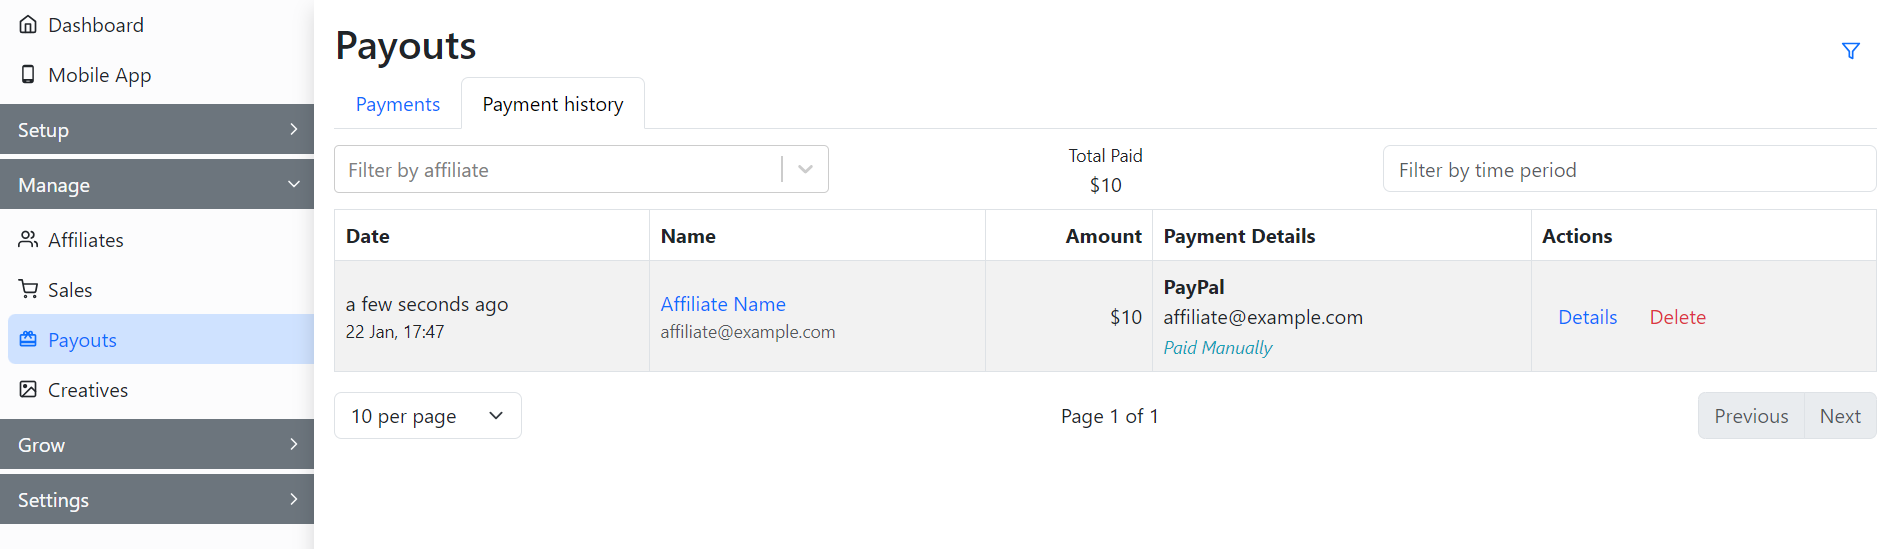 Dashboard
Mobile App
Setup
Manage
Affiliates
Sales
Payouts
Creatives
Grow
Settings
Payouts
Payments
Payment history
Filter by affiliate
Total Paid
$10
Filter by time period
Date
Name
Amount
Payment Details
Actions
a few seconds ago
22 Jan, 17:47
Affiliate Name
affiliate@example.com
$10
PayPal
affiliate@example.com
Paid Manually
Details
Delete
10 per page
Page 1 of 1
Previous
Next